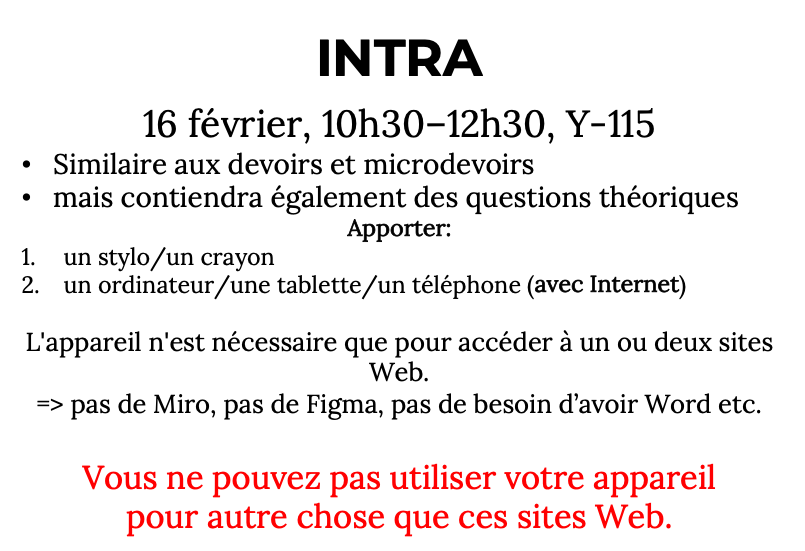 INTRA
16 février, 10h30–12h30, Y-115
• Similaire aux devoirs et microdevoirs
• mais contiendra également des questions théoriques
Apporter:
1. un stylo/un crayon
2. un ordinateur/une tablette/un téléphone (avec Internet)
L'appareil n'est nécessaire que pour accéder à un ou deux sites
Web.
=> pas de Miro, pas de Figma, pas de besoin d’avoir Word etc.
Vous ne pouvez pas utiliser votre appareil
pour autre chose que ces sites Web.